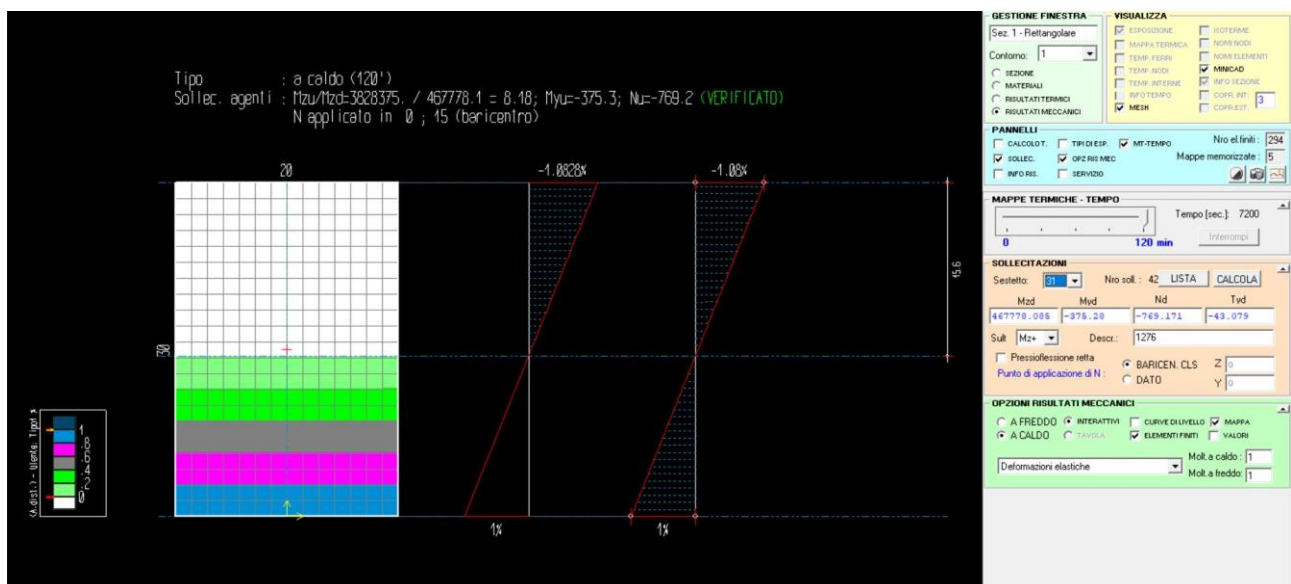 Tipo : a caldo (120')
Sollec. agenti : Mzu/Mzd=3828375. / 467778.1 = 8.18; Myu=-375.3; Nu=-769.2 (VERIFICATO)
N applicato in 0 ; 15 (baricentro)
20
-1.0828%
-1.08%
15.6
30
1%
1%
1
.8
.6
.4
.2
0
GESTIONE FINESTRA
Sez. 1 - Rettangolare
Contorno: 1
SEZIONE
MATERIALI
RISULTATI TERMICI
RISULTATI MECCANICI
VISUALIZZA
ESPOSIZIONE
MAPPA TERMICA
TEMP. FERRI
TEMP. NODI
TEMP. INTERNE
INFO TEMPO
MESH
ISOTERME
NOMI NODI
NOMI ELEMENTI
MINICAD
INFO SEZIONE
COPR. INT: 3
COPR.EST.
PANNELLI
CALCOLO T. TIPI DI ESP. MT-TEMPO Nro el.finiti : 294
SOLLEC. OPZ RIS MEC Mappe memorizzate : 5
INFO RIS. SERVIZIO
MAPPE TERMICHE - TEMPO
Tempo [sec.]: 7200
Interrompi
0 120 min
SOLLECITAZIONI
Sestetto: 31 Nro soll. : 42 LISTA CALCOLA
Mzd Myd Nd Tvd
467778.085 -375.28 -769.171 -43.079
Sult Mz+ Descr.: 1276
Pressoflessione retta
Punto di applicazione di N :
BARICEN. CLS Z 0
DATO Y 0
OPZIONI RISULTATI MECCANICI
A FREDDO INTERATTIVI CURVE DI LIVELLO MAPPA
A CALDO TAVOLA ELEMENTI FINITI VALORI
Deformazioni elastiche
Molt.a caldo : 1
Molt.a freddo: 1